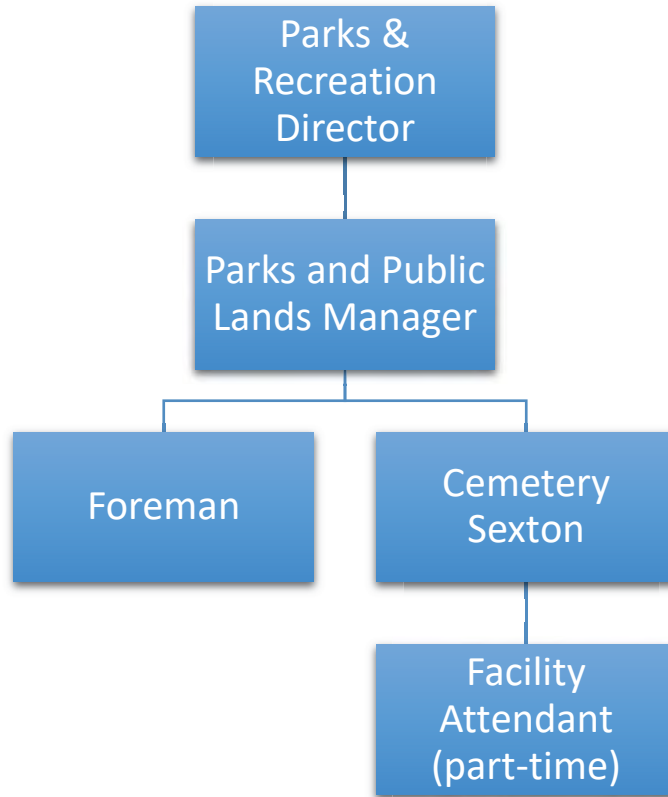 Parks &
Recreation
Director
Parks and Public
Lands Manager
Foreman
Cemetery
Sexton
Facility
Attendant
(part-time)